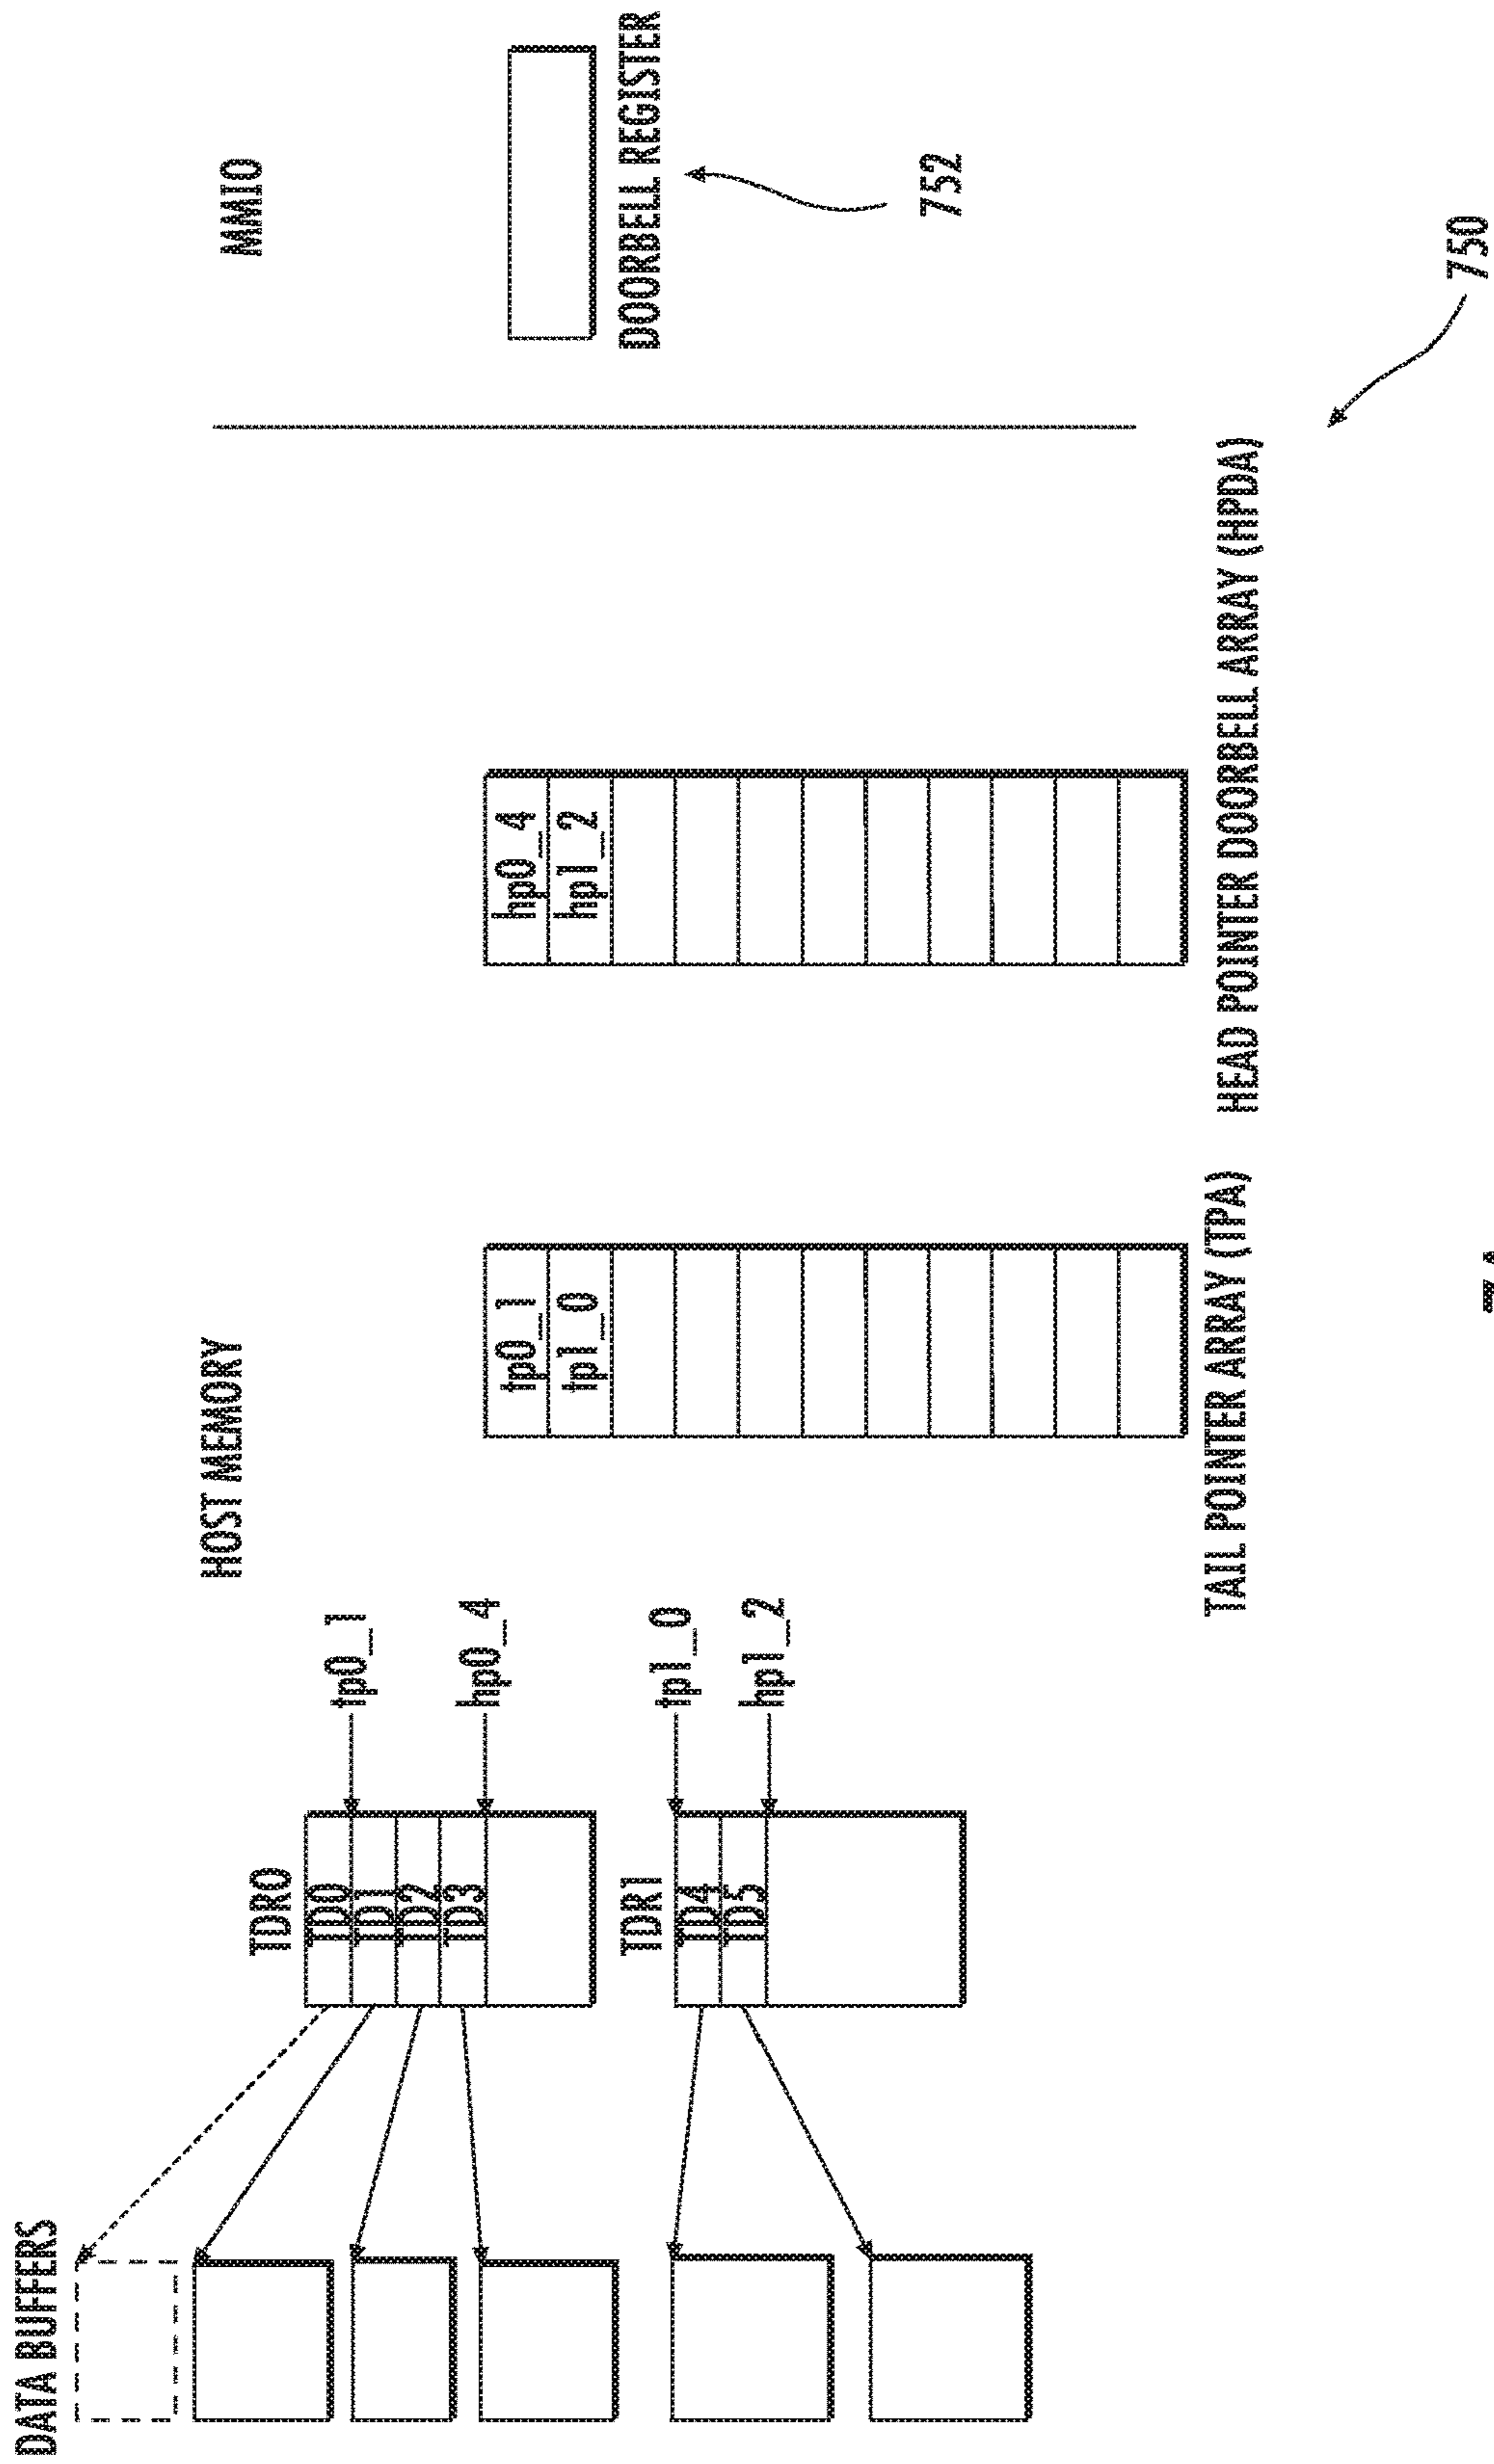 DATA BUFFERS
HOST MEMORY
MMIO
TDR0
TD0
TD1
TD2
TD3
tp0_1
hp0_4
TDR1
TD4
TD5
tp1_0
hp1_2
tp0_1
tp1_0
TAIL POINTER ARRAY (TPA)
hp0_4
hp1_2
HEAD POINTER DOORBELL ARRAY (HPDA)
DOORBELL REGISTER
752
750